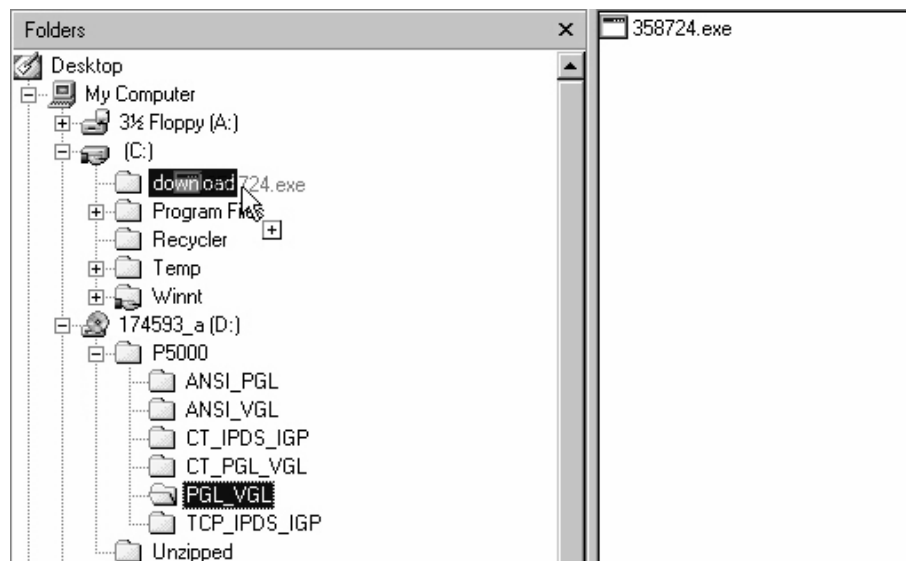 Folders
358724.exe
Desktop
My Computer
3½ Floppy (A:)
(C:)
download 724.exe
Program Files
Recycler
Temp
Winnt
174593_a (D:)
P5000
ANSI_PGL
ANSI_VGL
CT_IPDS_IGP
CT_PGL_VGL
PGL_VGL
TCP_IPDS_IGP
Unzipped